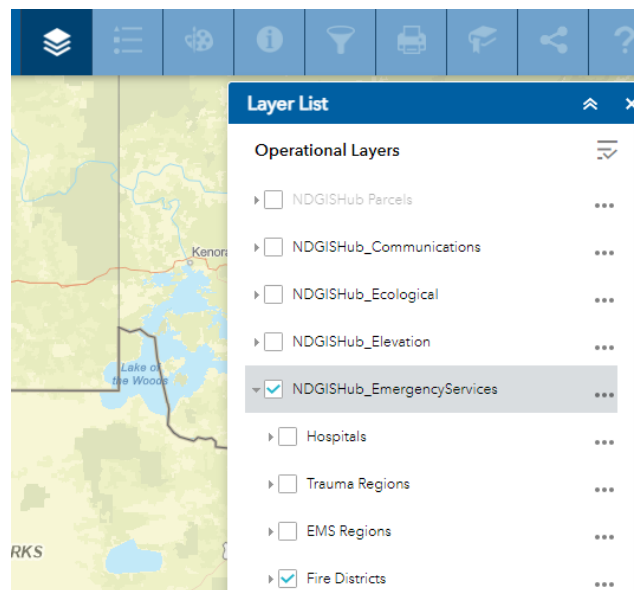 Layer List
Operational Layers
NDGISHub Parcels
NDGISHub_Communications
Kenora
NDGISHub_Ecological
NDGISHub_Elevation
Lake of
the Woods
NDGISHub_EmergencyServices
Hospitals
Trauma Regions
EMS Regions
RKS
Fire Districts